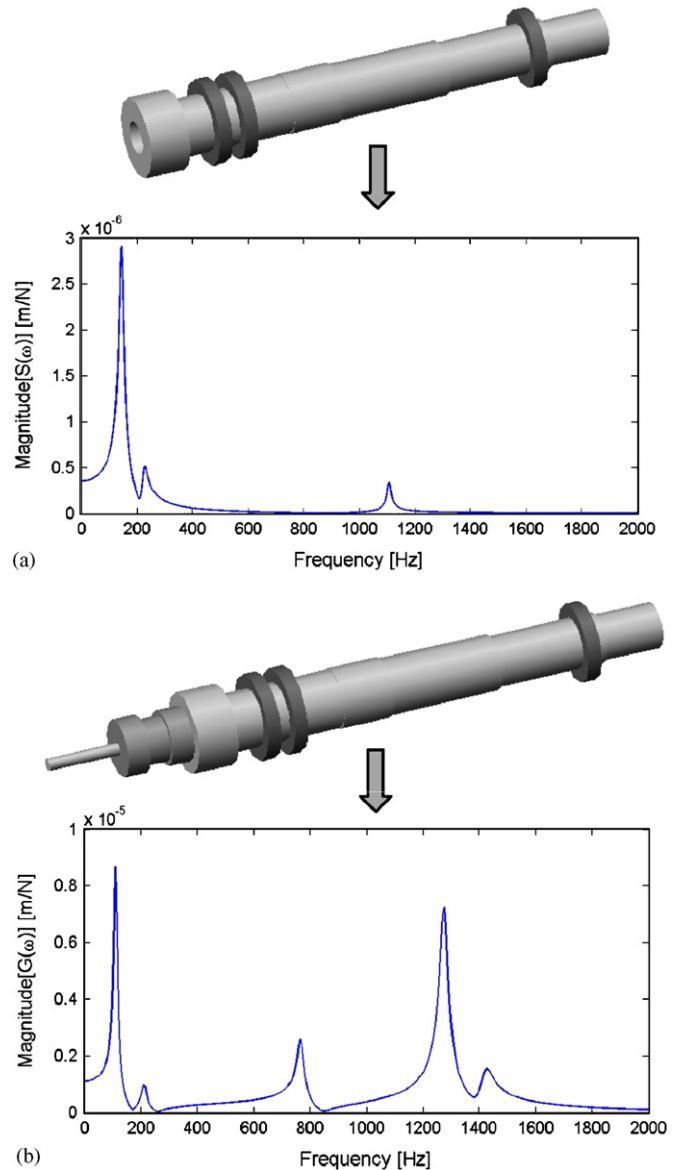 x 10⁻⁶
3
2.5
2
1.5
1
0.5
0
Magnitude[S(ω)] [m/N]
0 200 400 600 800 1000 1200 1400 1600 1800 2000
Frequency [Hz]
(a)
x 10⁻⁵
1
0.8
0.6
0.4
0.2
0
Magnitude[G(ω)] [m/N]
0 200 400 600 800 1000 1200 1400 1600 1800 2000
Frequency [Hz]
(b)